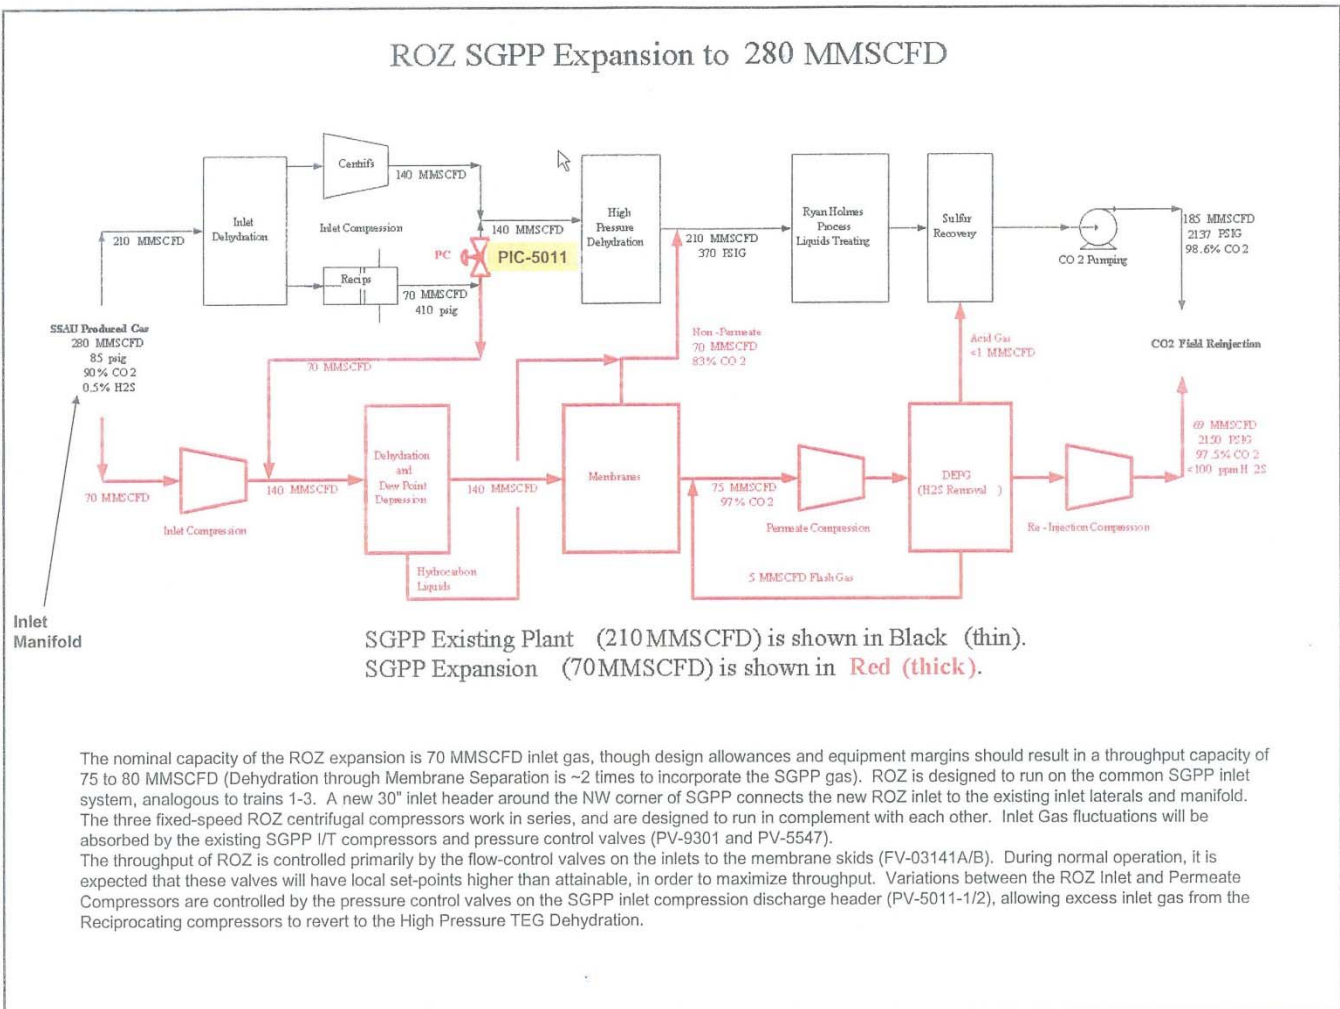 ROZ SGPP Expansion to 280 MMSCFD
Centrifs
140 MMSCFD
Inlet
Dehydration
210 MMSCFD
Inlet Compression
Recips
70 MMSCFD
410 psig
PC
PIC-5011
140 MMSCFD
High
Pressure
Dehydration
210 MMSCFD
370 PSIG
Ryan Holmes
Process
Liquids Treating
Sulfur
Recovery
CO 2 Pumping
185 MMSCFD
2137 PSIG
98.6% CO 2
SSAU Produced Gas
280 MMSCFD
85 psig
90% CO 2
0.5% H2S
70 MMSCFD
Non -Permeate
70 MMSCFD
83% CO 2
Acid Gas
<1 MMSCFD
CO2 Field Reinjection
70 MMSCFD
Inlet Compression
140 MMSCFD
Dehydration
and
Dew Point
Depression
140 MMSCFD
Hydrocarbon
Liquids
Membranes
75 MMSCFD
97% CO 2
Permeate Compression
DEPG
(H2S Removal )
5 MMSCFD Flash Gas
Re -Injection Compression
69 MMSCFD
2150 PSIG
97.5% CO 2
<100 ppm H 2S
Inlet
Manifold
SGPP Existing Plant (210 MMSCFD) is shown in Black (thin).
SGPP Expansion (70 MMSCFD) is shown in Red (thick).
The nominal capacity of the ROZ expansion is 70 MMSCFD inlet gas, though design allowances and equipment margins should result in a throughput capacity of
75 to 80 MMSCFD (Dehydration through Membrane Separation is ~2 times to incorporate the SGPP gas). ROZ is designed to run on the common SGPP inlet
system, analogous to trains 1-3. A new 30" inlet header around the NW corner of SGPP connects the new ROZ inlet to the existing inlet laterals and manifold.
The three fixed-speed ROZ centrifugal compressors work in series, and are designed to run in complement with each other. Inlet Gas fluctuations will be
absorbed by the existing SGPP I/T compressors and pressure control valves (PV-9301 and PV-5547).
The throughput of ROZ is controlled primarily by the flow-control valves on the inlets to the membrane skids (FV-03141A/B). During normal operation, it is
expected that these valves will have local set-points higher than attainable, in order to maximize throughput. Variations between the ROZ Inlet and Permeate
Compressors are controlled by the pressure control valves on the SGPP inlet compression discharge header (PV-5011-1/2), allowing excess inlet gas from the
Reciprocating compressors to revert to the High Pressure TEG Dehydration.